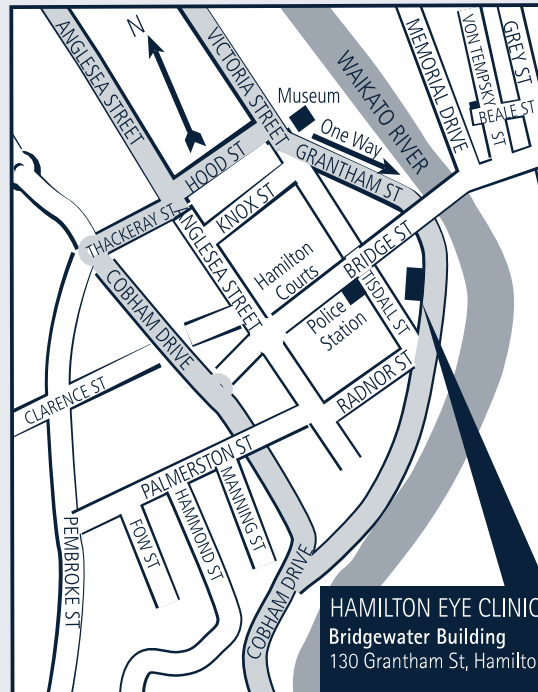 N
ANGLESEA STREET
VICTORIA STREET
Museum
One Way
WAIKATO RIVER
MEMORIAL DRIVE
VON TEMPSKY ST
GREY ST
BEALE ST
HOOD ST
GRANTHAM ST
THACKERAY ST
KNOX ST
ANGLESEA STREET
Hamilton
Courts
BRIDGE ST
COBHAM DRIVE
Police
Station
TISDALL ST
RADNOR ST
CLARENCE ST
PALMERSTON ST
MANNING ST
HAMMOND ST
FOW ST
PEMBROKE ST
COBHAM DRIVE
HAMILTON EYE CLINIC
Bridgewater Building
130 Grantham St, Hamilto